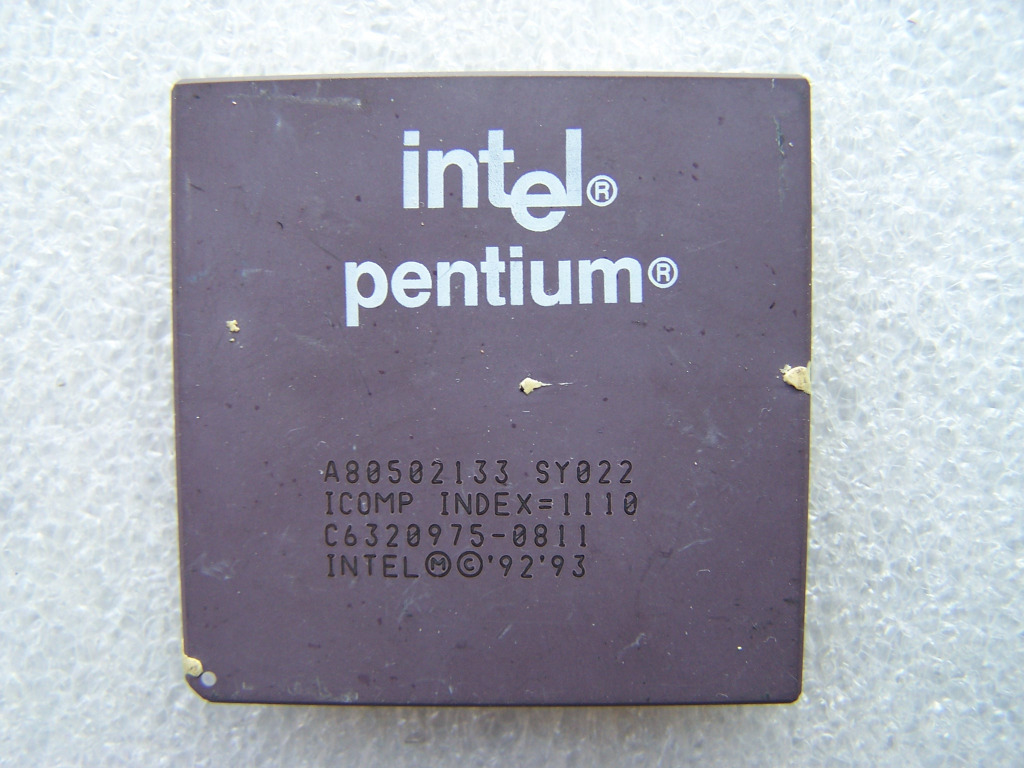 intel®
pentium®
A80502133 SY022
ICOMP INDEX=1110
C6320975-0811
INTEL Ⓜ©'92'93